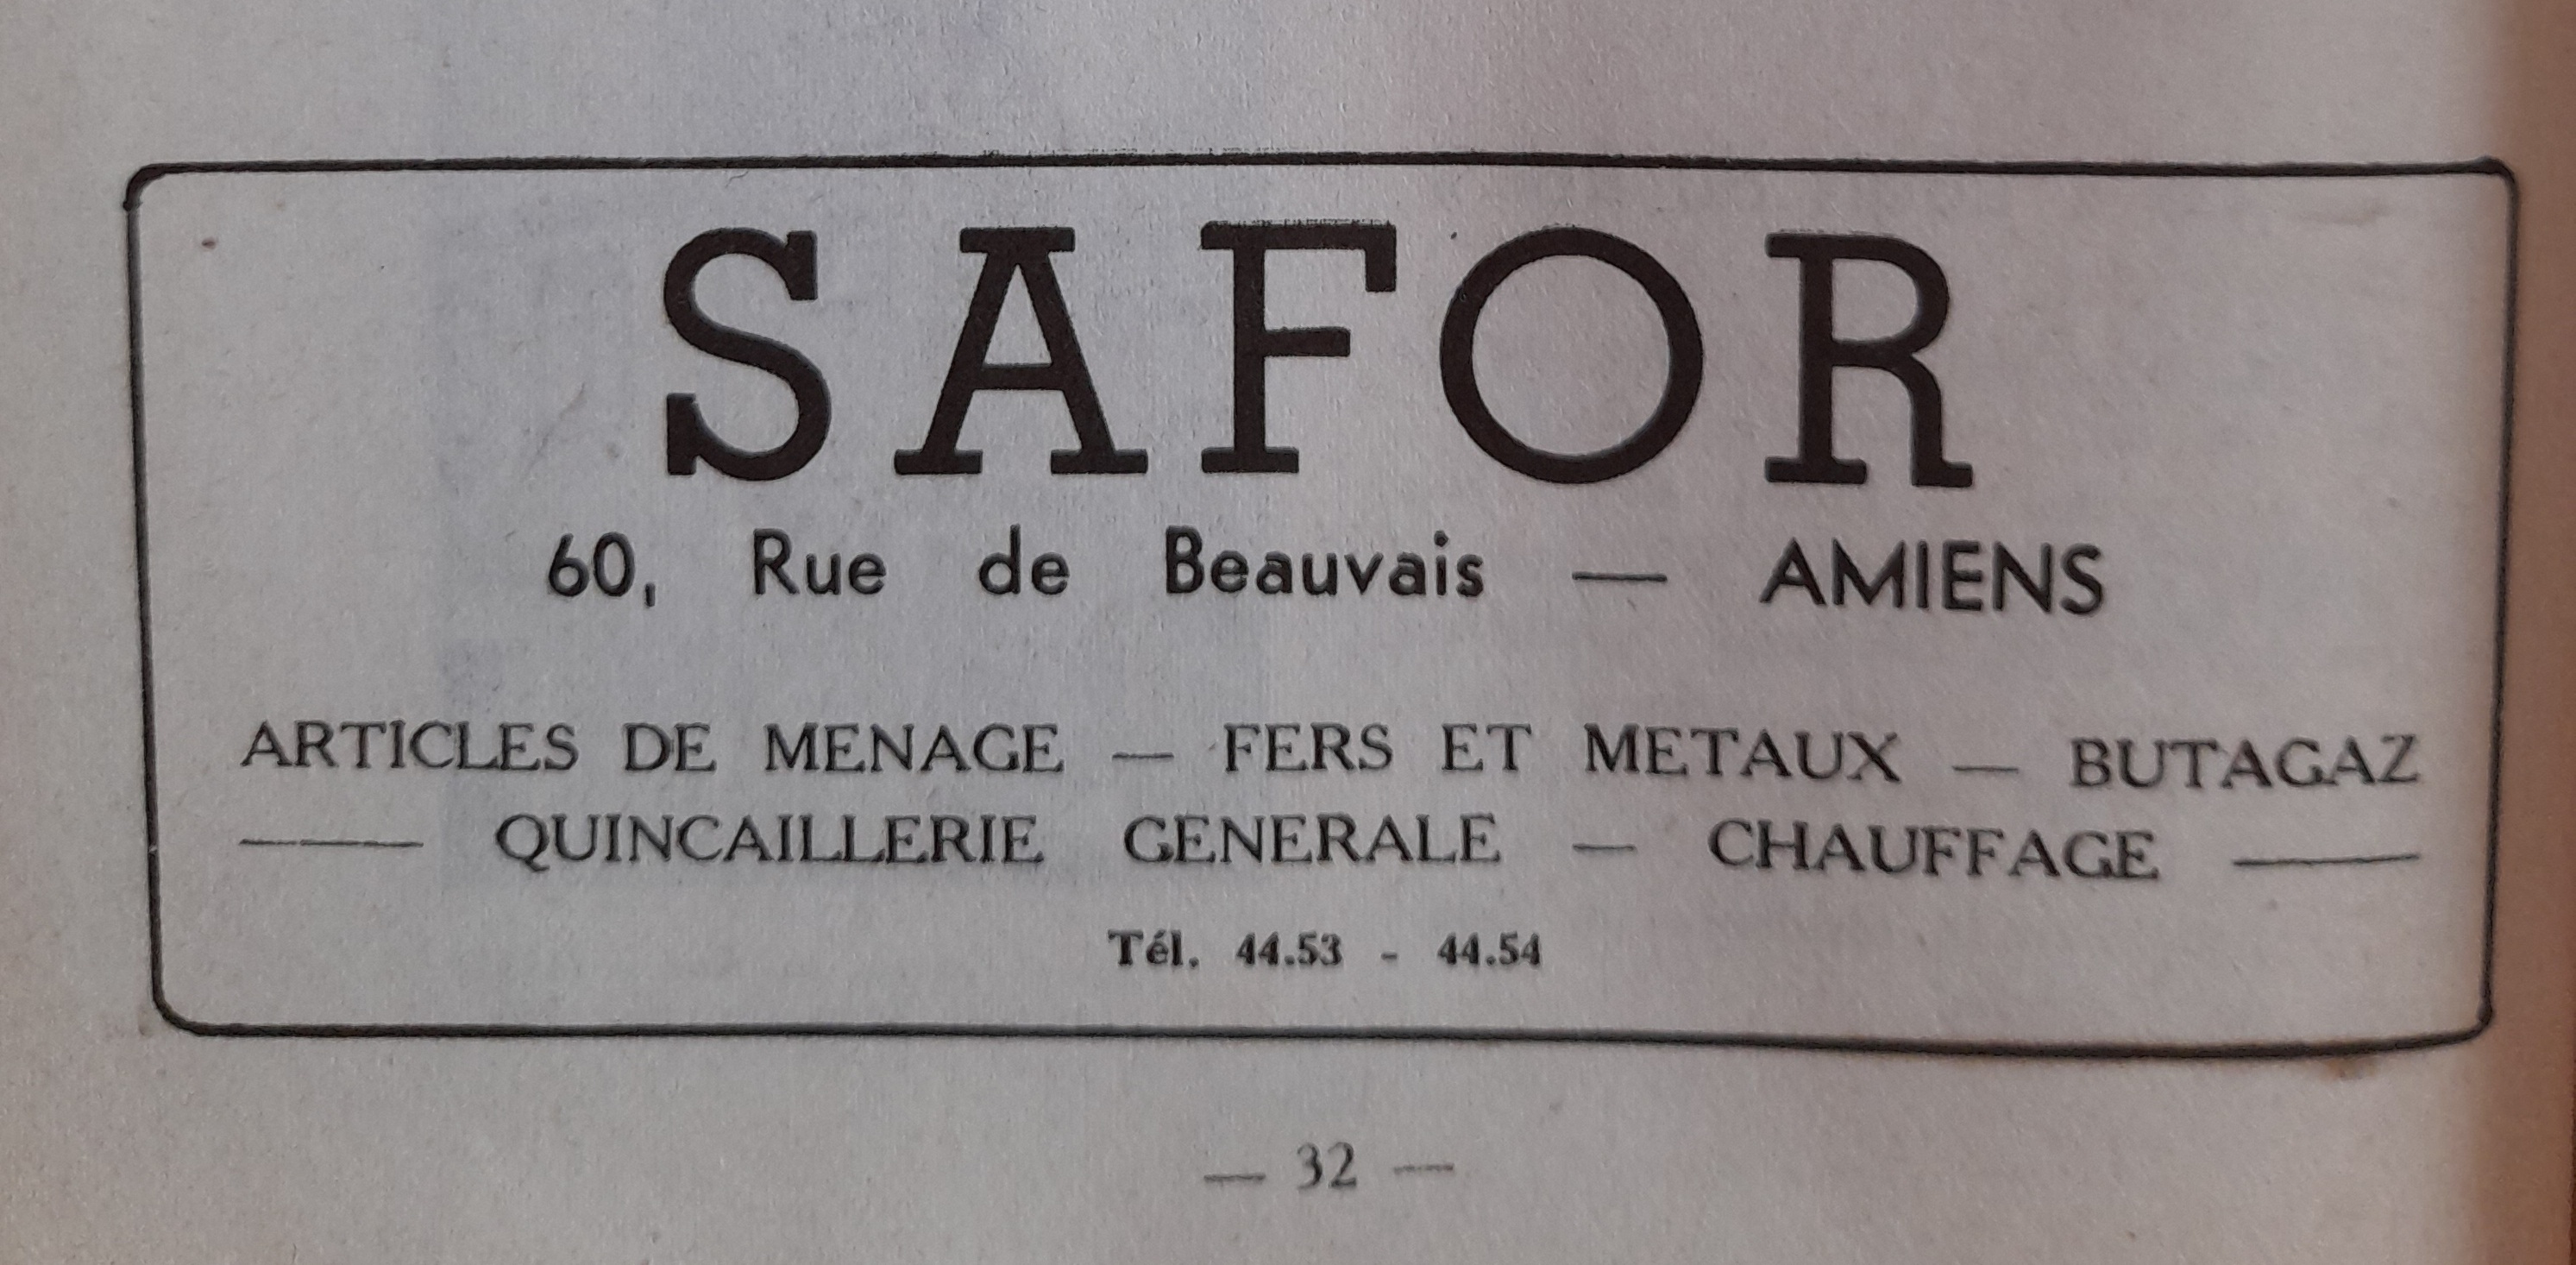 SAFOR
60, Rue de Beauvais — AMIENS
ARTICLES DE MENAGE — FERS ET METAUX — BUTAGAZ
—— QUINCAILLERIE GENERALE — CHAUFFAGE ——
Tél. 44.53 - 44.54
— 32 —